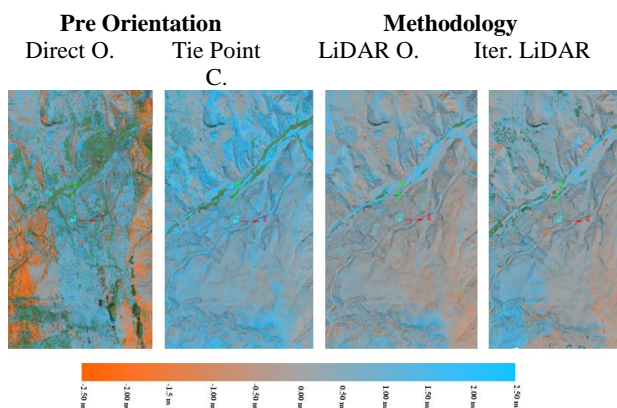 Pre Orientation Methodology
Direct O. Tie Point C. LiDAR O. Iter. LiDAR
-2.50 m -2.00 m -1.5 m -1.00 m -0.50 m 0.00 m 0.50 m 1.00 m 1.50 m 2.00 m 2.50 m